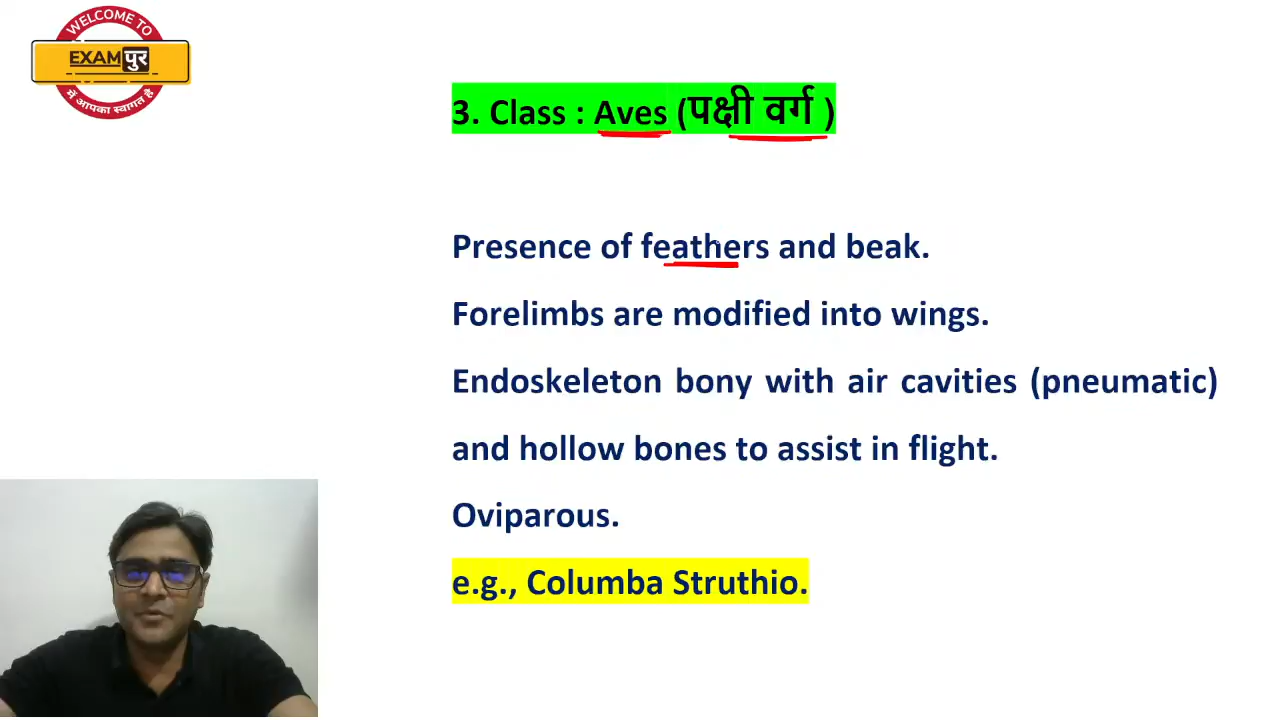 WELCOME TO
EXAMपुर
में आपका स्वागत है
3. Class : Aves (पक्षी वर्ग )
Presence of feathers and beak.
Forelimbs are modified into wings.
Endoskeleton bony with air cavities (pneumatic)
and hollow bones to assist in flight.
Oviparous.
e.g., Columba Struthio.